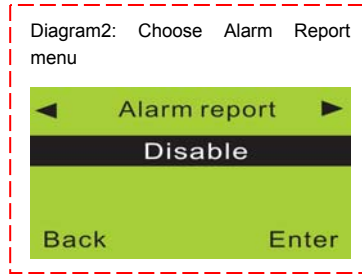 Diagram2: Choose Alarm Report
menu
◄ Alarm report ►
Disable
Back Enter